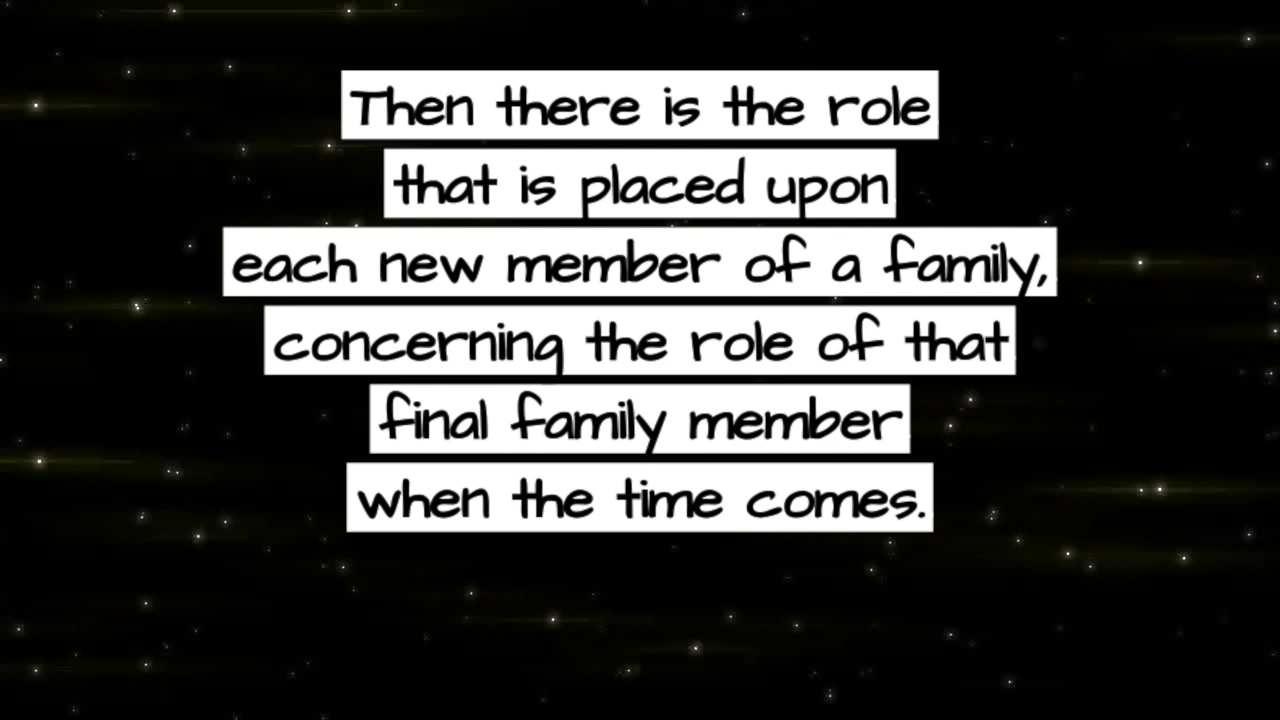 Then there is the role
that is placed upon
each new member of a family,
concerning the role of that
final family member
when the time comes.